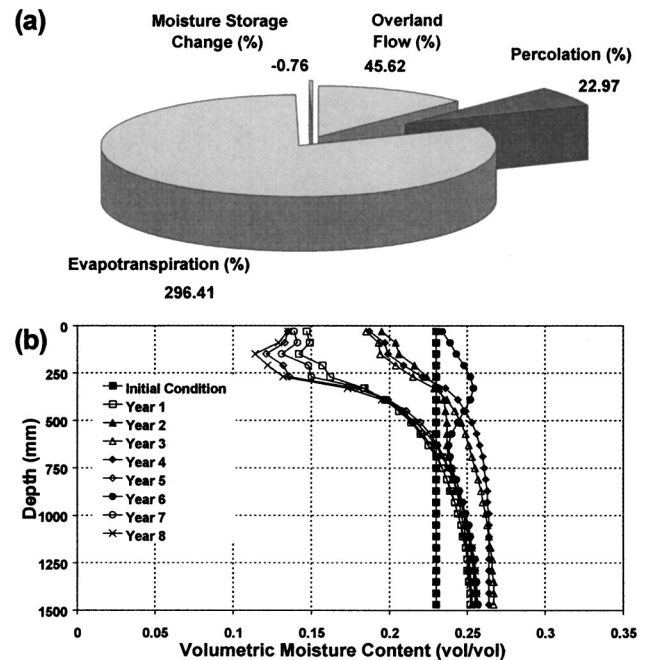 (a)
Moisture Storage
Change (%)
-0.76
Overland
Flow (%)
45.62
Percolation (%)
22.97
Evapotranspiration (%)
296.41
(b)
0
250
500
750
1000
1250
1500
Depth (mm)
Initial Condition
Year 1
Year 2
Year 3
Year 4
Year 5
Year 6
Year 7
Year 8
0
0.05
0.1
0.15
0.2
0.25
0.3
0.35
Volumetric Moisture Content (vol/vol)